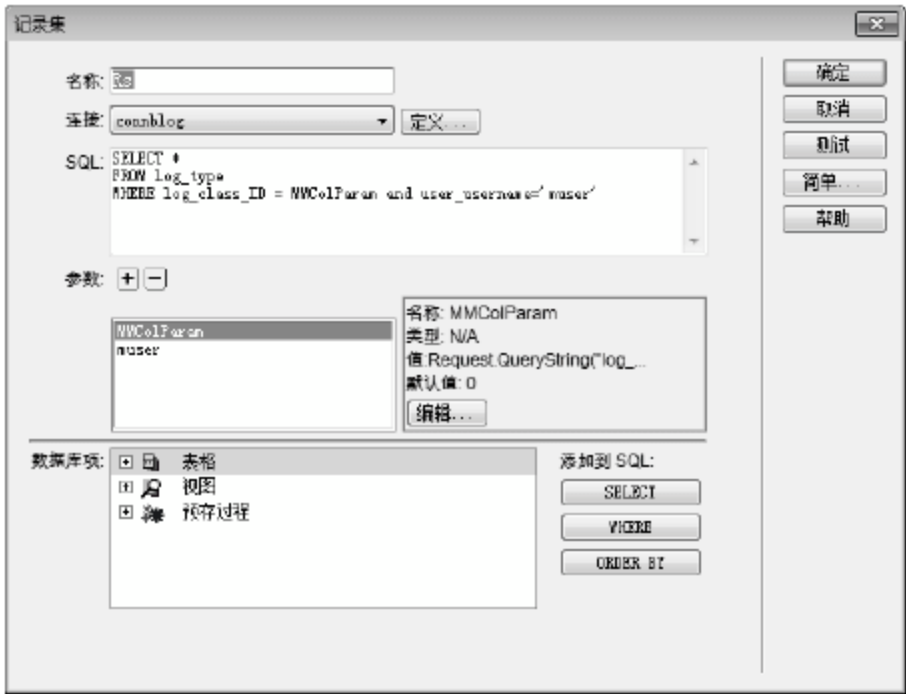 记录集
名称: Rs
连接: connblog 定义...
SQL: SELECT *
FROM log_type
WHERE log_class_ID = MMColParam and user_username='muser'
参数:
MMColParam
muser
名称: MMColParam
类型: N/A
值:Request.QueryString("log_...
默认值: 0
编辑...
数据库项: 表格
视图
预存过程
添加到 SQL:
SELECT
WHERE
ORDER BY
确定
取消
测试
简单...
帮助